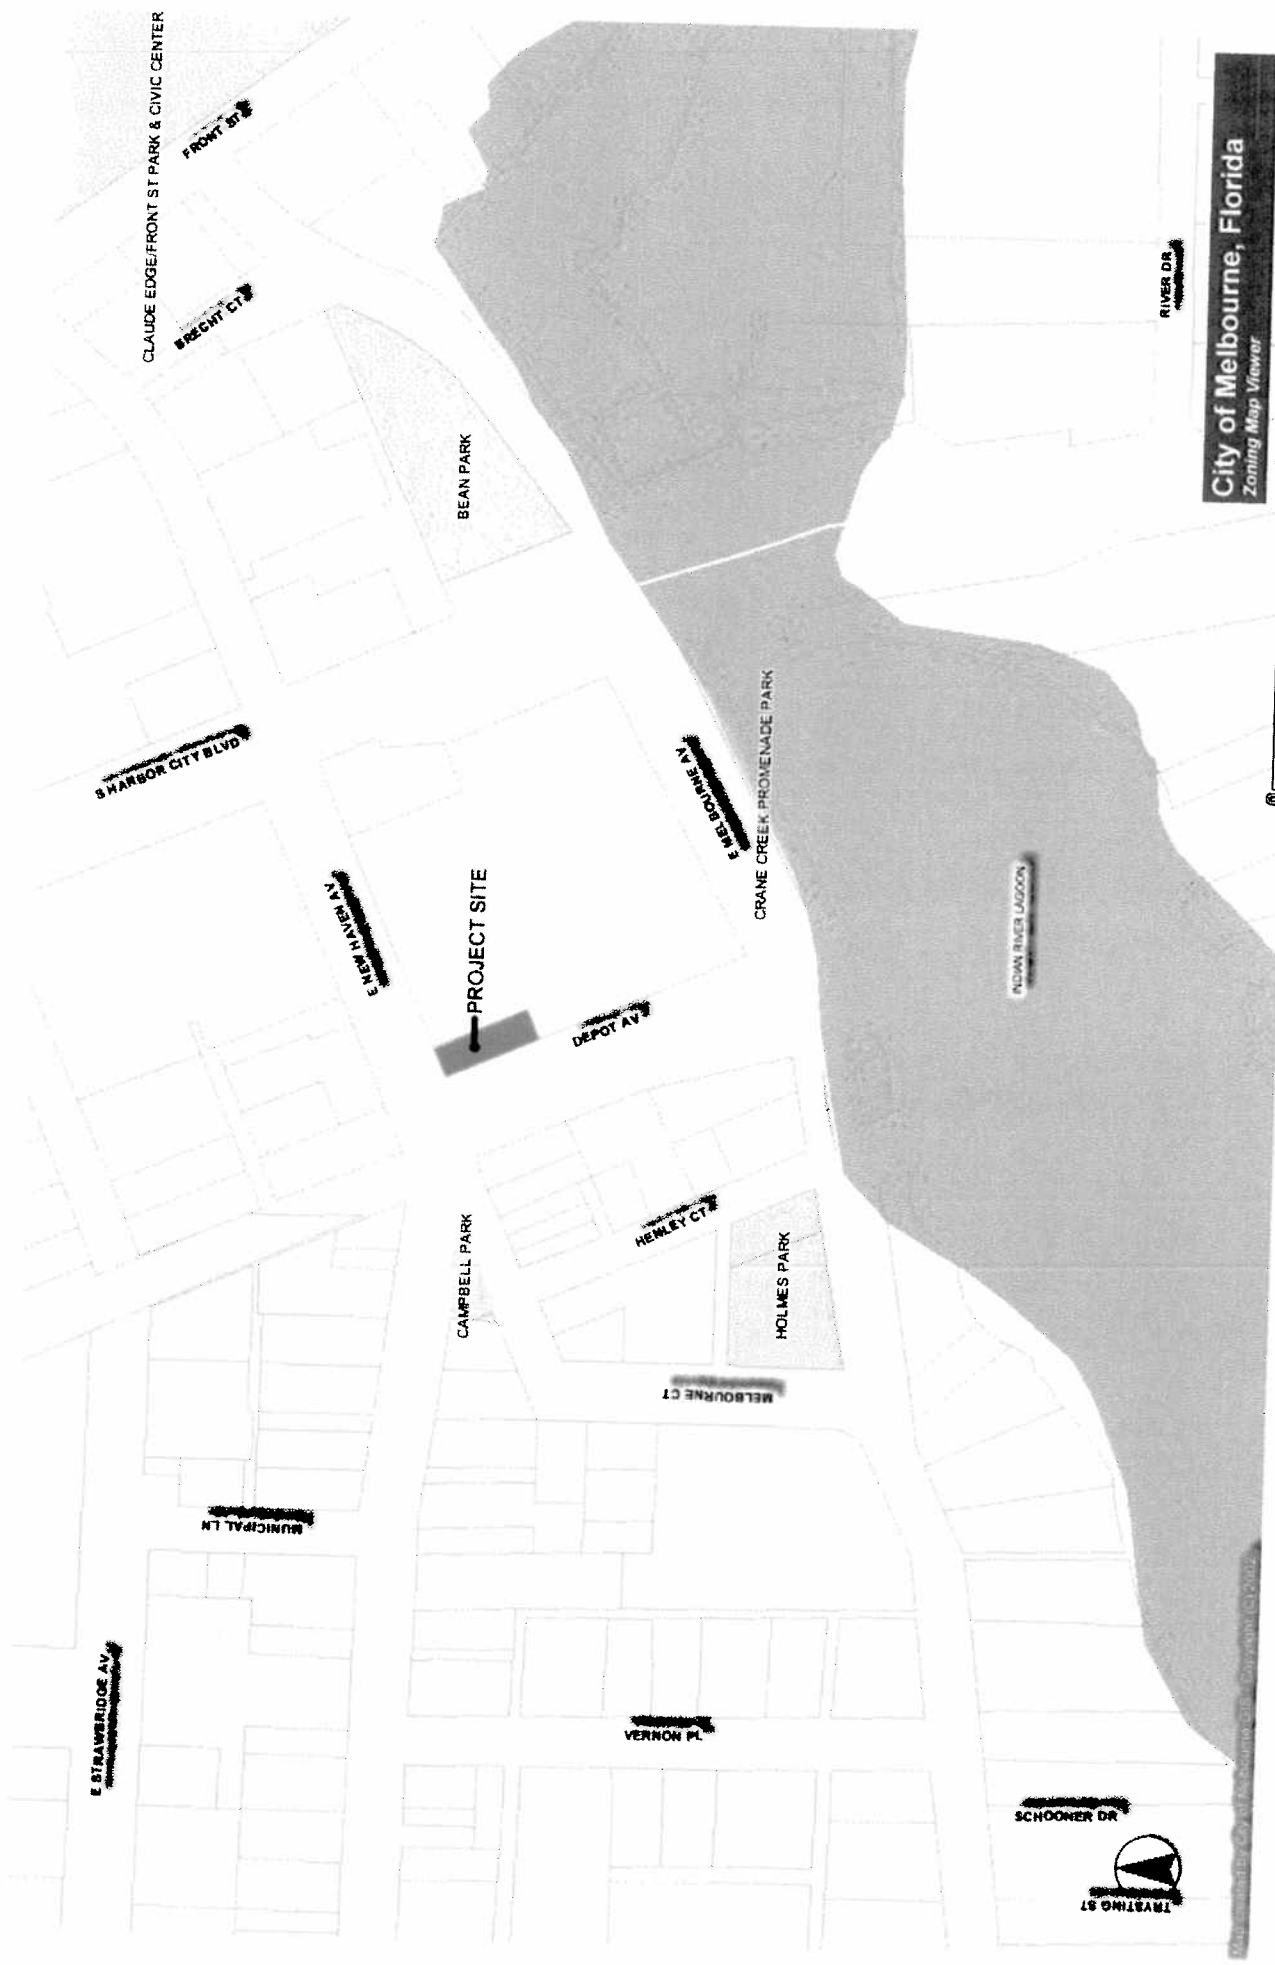 CLAUDE EDGE/FRONT ST PARK & CIVIC CENTER
FRONT ST
BRECHT CT
BEAN PARK
S HARBOR CITY BLVD
E NEW HAVEN AV
PROJECT SITE
DEPOT AV
E MELBOURNE AV
CRANE CREEK PROMENADE PARK
INDIAN RIVER LAGOON
RIVER DR
CAMPBELL PARK
HENLEY CT
HOLMES PARK
MELBOURNE CT
MUNICIPAL LN
E STRAWBRIDGE AV
VERNON PL
SCHOONER DR
TRYSTING ST
City of Melbourne, Florida
Zoning Map Viewer